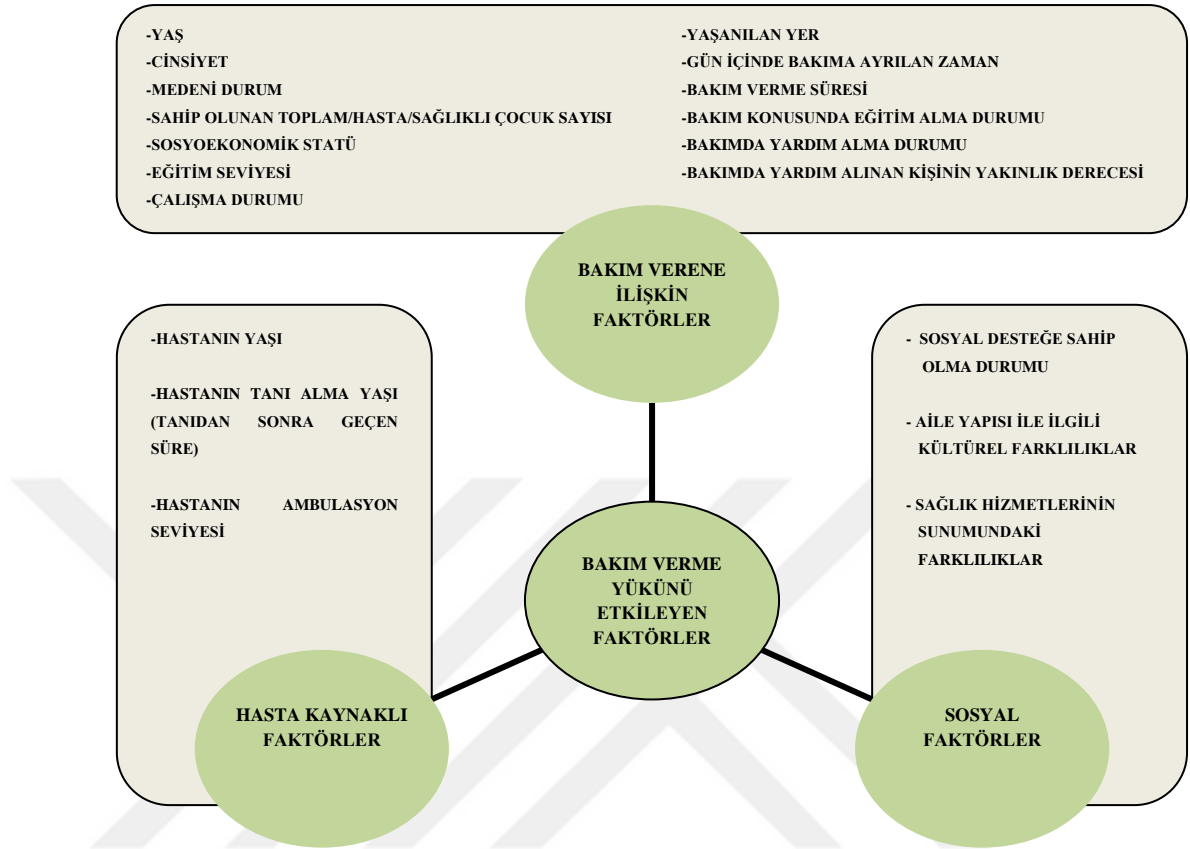 -YAŞ
-CİNSİYET
-MEDENİ DURUM
-SAHİP OLUNAN TOPLAM/HASTA/SAĞLIKLI ÇOCUK SAYISI
-SOSYOEKONOMİK STATÜ
-EĞİTİM SEVİYESİ
-ÇALIŞMA DURUMU
-YAŞANILAN YER
-GÜN İÇİNDE BAKIMA AYRILAN ZAMAN
-BAKIM VERME SÜRESİ
-BAKIM KONUSUNDA EĞİTİM ALMA DURUMU
-BAKIMDA YARDIM ALMA DURUMU
-BAKIMDA YARDIM ALINAN KİŞİNİN YAKINLIK DERECESİ
BAKIM VERENE
İLİŞKİN
FAKTÖRLER
-HASTANIN YAŞI
-HASTANIN TANI ALMA YAŞI
(TANIDAN SONRA GEÇEN
SÜRE)
-HASTANIN AMBULASYON
SEVİYESİ
- SOSYAL DESTEĞE SAHİP
OLMA DURUMU
- AİLE YAPISI İLE İLGİLİ
KÜLTÜREL FARKLILIKLAR
- SAĞLIK HİZMETLERİNİN
SUNUMUNDAKİ
FARKLILIKLAR
BAKIM VERME
YÜKÜNÜ
ETKİLEYEN
FAKTÖRLER
HASTA KAYNAKLI
FAKTÖRLER
SOSYAL
FAKTÖRLER